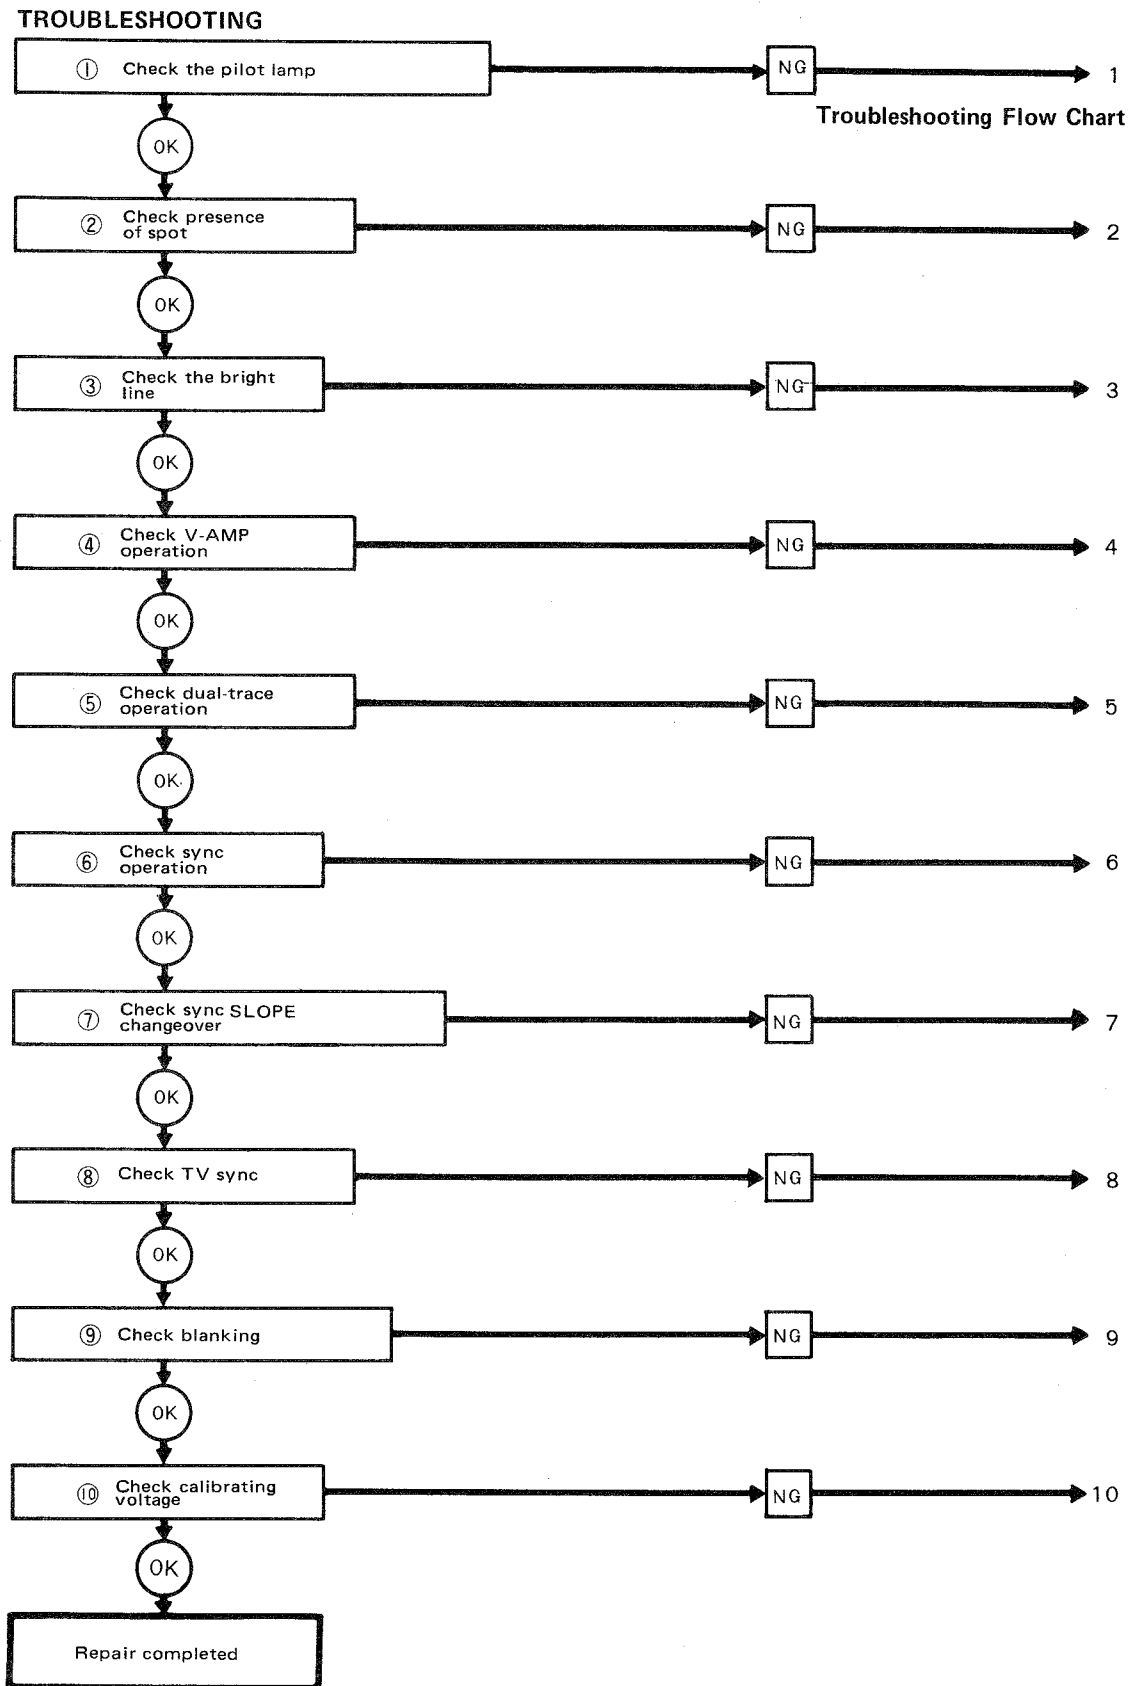 TROUBLESHOOTING
① Check the pilot lamp
NG
1
Troubleshooting Flow Chart
OK
② Check presence
of spot
NG
2
OK
③ Check the bright
line
NG
3
OK
④ Check V-AMP
operation
NG
4
OK
⑤ Check dual-trace
operation
NG
5
OK
⑥ Check sync
operation
NG
6
OK
⑦ Check sync SLOPE
changeover
NG
7
OK
⑧ Check TV sync
NG
8
OK
⑨ Check blanking
NG
9
OK
⑩ Check calibrating
voltage
NG
10
OK
Repair completed